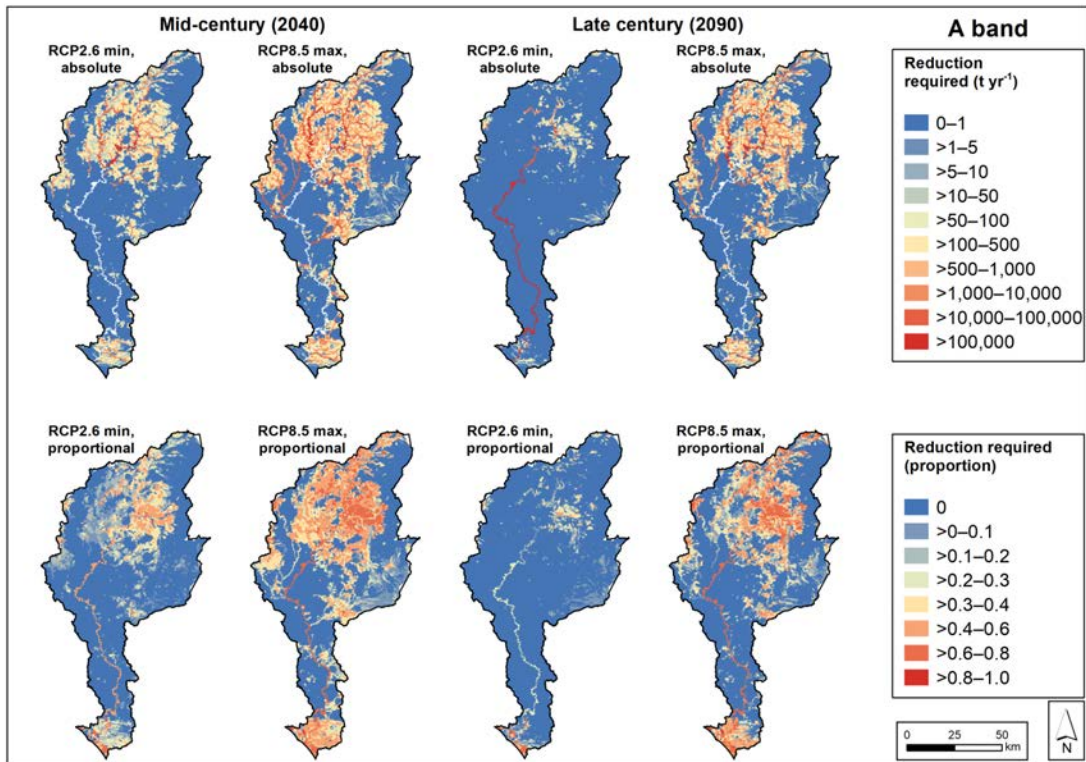 Mid-century (2040)
Late century (2090)
A band
RCP2.6 min,
absolute
RCP8.5 max,
absolute
RCP2.6 min,
absolute
RCP8.5 max,
absolute
Reduction
required (t yr⁻¹)
0–1
>1–5
>5–10
>10–50
>50–100
>100–500
>500–1,000
>1,000–10,000
>10,000–100,000
>100,000
RCP2.6 min,
proportional
RCP8.5 max,
proportional
RCP2.6 min,
proportional
RCP8.5 max,
proportional
Reduction required
(proportion)
0
>0–0.1
>0.1–0.2
>0.2–0.3
>0.3–0.4
>0.4–0.6
>0.6–0.8
>0.8–1.0
0 25 50
km
N